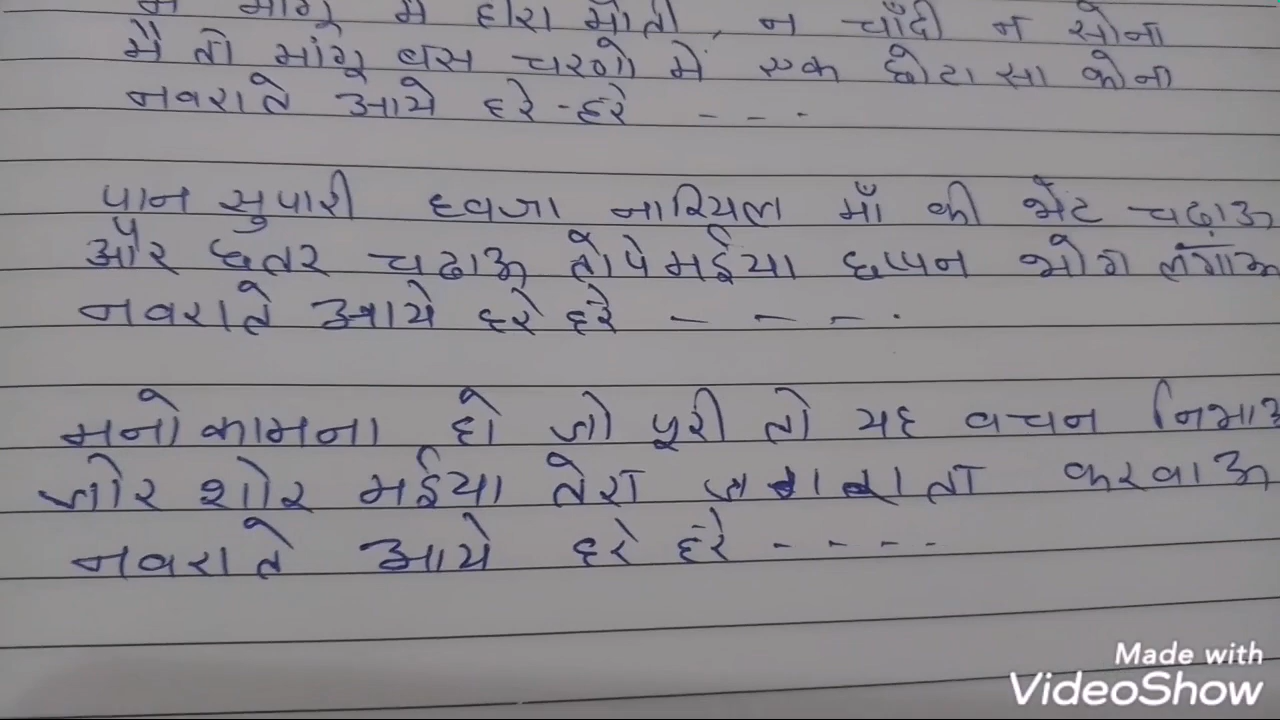 हीरा मोती, न चाँदी न सोना
मैं तो मांगू बस चरणो में एक छोटा सा कोना
नवराते आये हरे - हरे - - -
पान सुपारी ध्वजा नारियल माँ की भेंट चढ़ाऊ
और छतर चढाऊ तोपे मईया छप्पन भोग लगाऊ
नवराते आये हरे हरे - - - .
मनोकामना हो जो पूरी तो यह वचन
जोर शोर मईया तेरा करवाऊ
नवराते आये हरे हरे - - - -
Made with
VideoShow